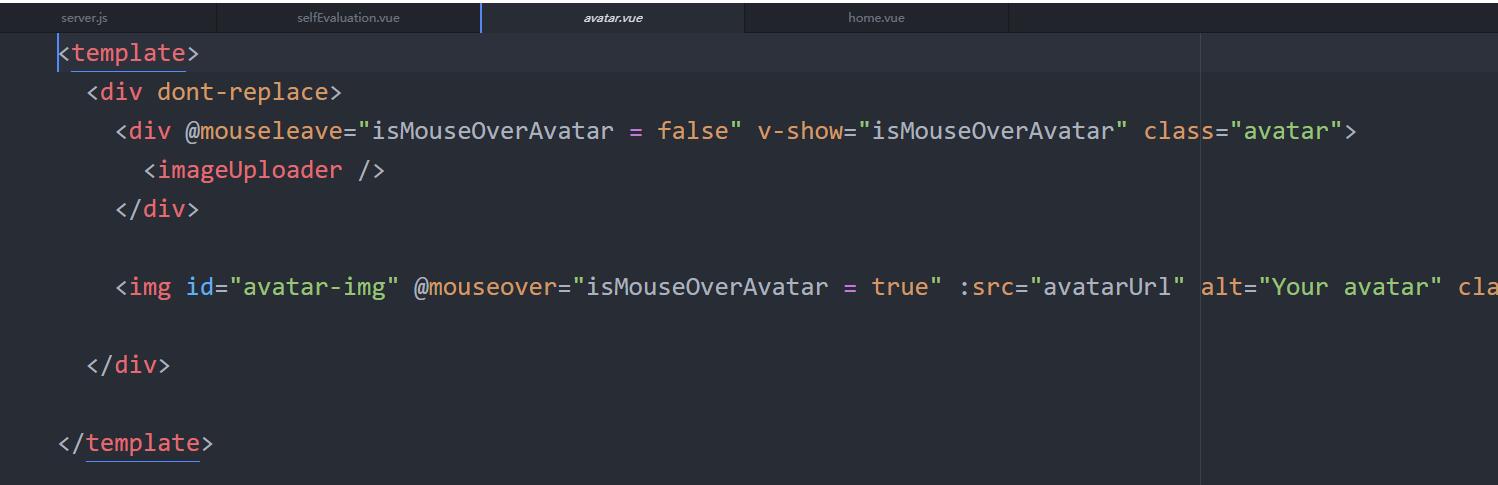 server.js selfEvaluation.vue avatar.vue home.vue
<template>
<div dont-replace>
<div @mouseleave="isMouseOverAvatar = false" v-show="isMouseOverAvatar" class="avatar">
<imageUploader />
</div>
<img id="avatar-img" @mouseover="isMouseOverAvatar = true" :src="avatarUrl" alt="Your avatar" cla
</div>
</template>